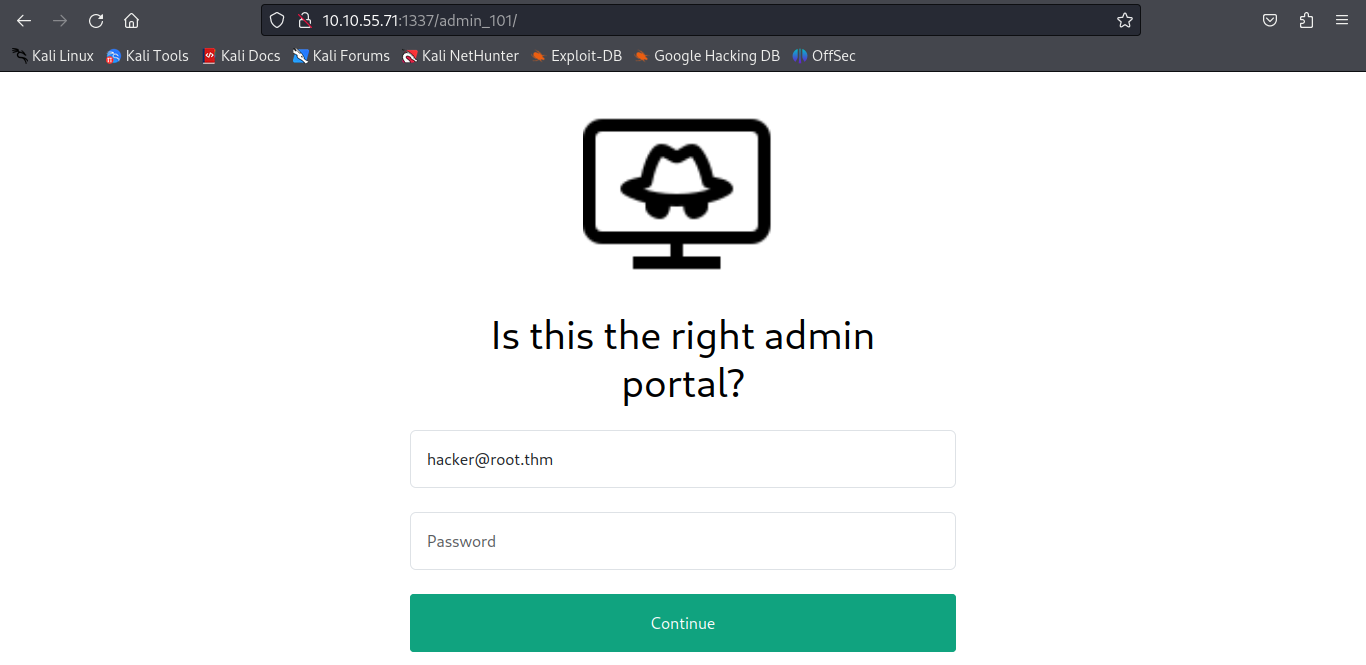 10.10.55.71:1337/admin_101/
Kali Linux Kali Tools Kali Docs Kali Forums Kali NetHunter Exploit-DB Google Hacking DB OffSec
Is this the right admin
portal?
hacker@root.thm
Password
Continue